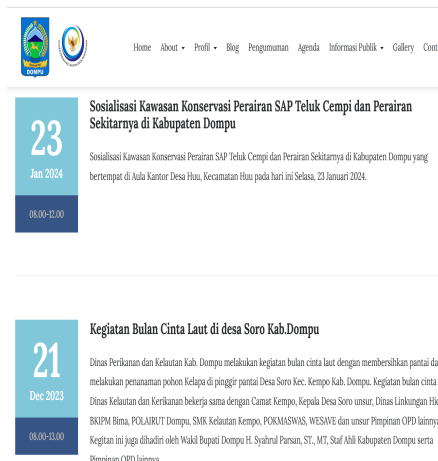 DOMPU
Home About Profil Blog Pengumuman Agenda Informasi Publik Gallery
23
Jan 2024
08.00-12.00
Sosialisasi Kawasan Konservasi Perairan SAP Teluk Cempi dan Perairan
Sekitarnya di Kabupaten Dompu
Sosialisasi Kawasan Konservasi Perairan SAP Teluk Cempi dan Perairan Sekitarnya di Kabupaten Dompu yang
bertempat di Aula Kantor Desa Huu, Kecamatan Huu pada hari ini Selasa, 23 Januari 2024.
21
Dec 2023
08.00-13.00
Kegiatan Bulan Cinta Laut di desa Soro Kab.Dompu
Dinas Perikanan dan Kelautan Kab. Dompu melakukan kegiatan bulan cinta laut dengan membersihkan pantai
melakukan penanaman pohon Kelapa di pinggir pantai Desa Soro Kec. Kempo Kab. Dompu. Kegiatan bulan cinta
Dinas Kelautan dan Kerikanan bekerja sama dengan Camat Kempo, Kepala Desa Soro unsur, Dinas Lingkungan
BKIPM Bima, POLAIRUT Dompu, SMK Kelautan Kempo, POKMASWAS, WESAVE dan unsur Pimpinan OPD
Kegitan ini juga dihadiri oleh Wakil Bupati Dompu H. Syahrul Parsan, ST., MT, Staf Ahli Kabupaten Dompu serta
Pimpinan OPD lainnya